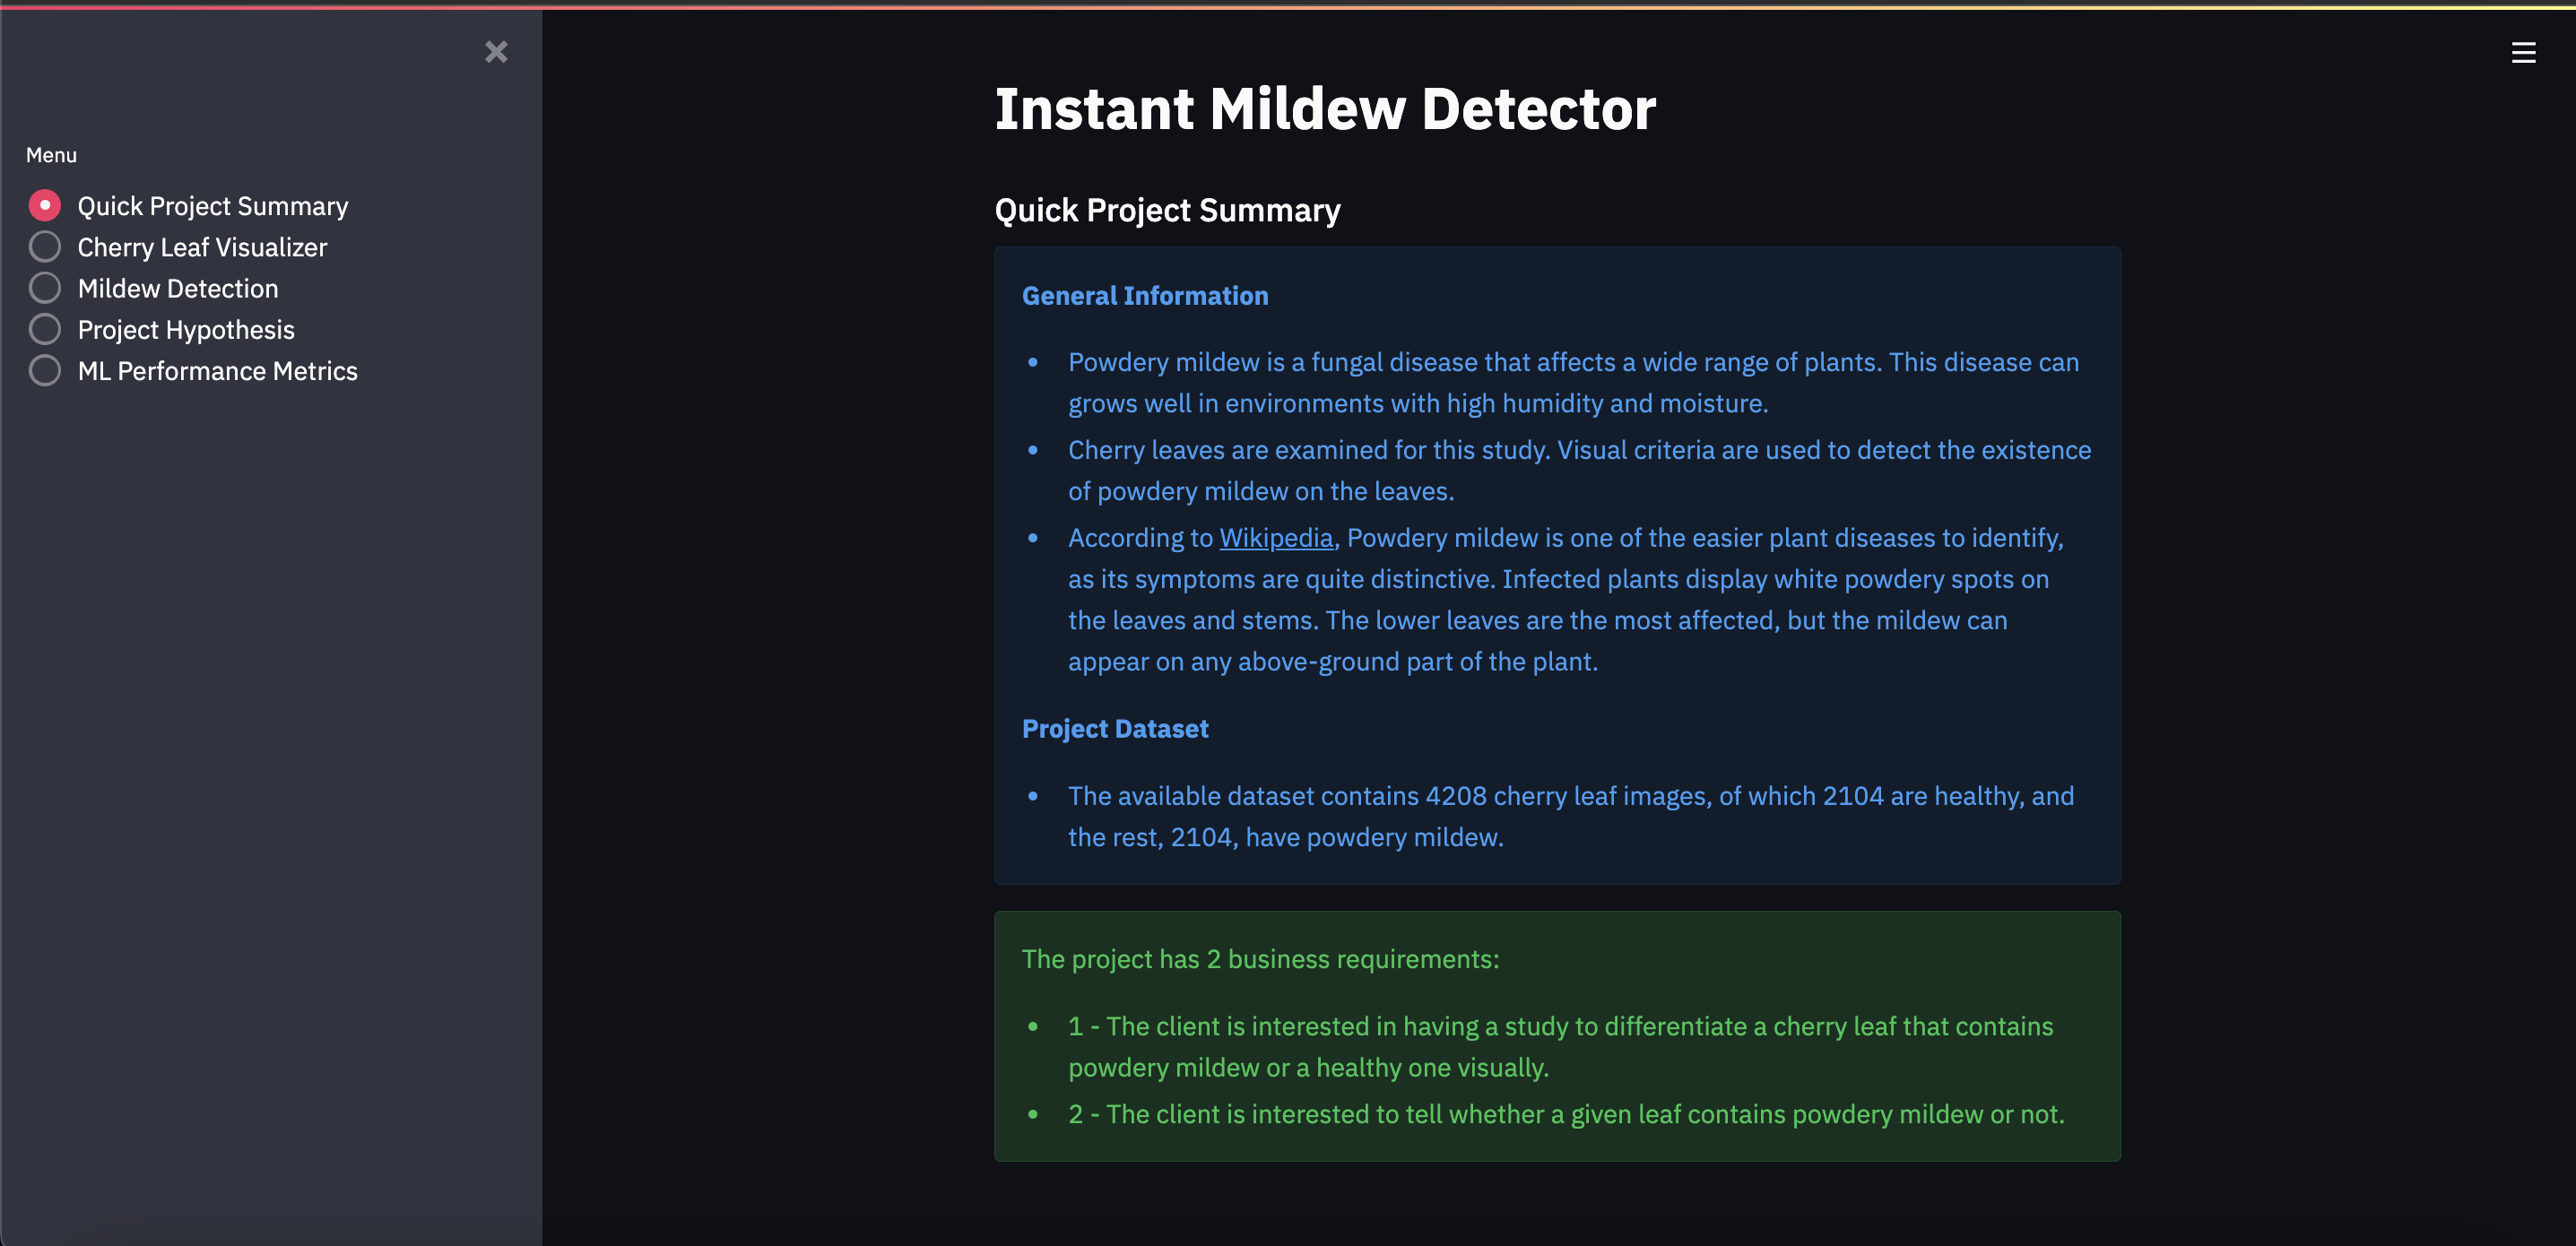 Menu
Quick Project Summary
Cherry Leaf Visualizer
Mildew Detection
Project Hypothesis
ML Performance Metrics
Instant Mildew Detector
Quick Project Summary
General Information
• Powdery mildew is a fungal disease that affects a wide range of plants. This disease can
grows well in environments with high humidity and moisture.
• Cherry leaves are examined for this study. Visual criteria are used to detect the existence
of powdery mildew on the leaves.
• According to Wikipedia, Powdery mildew is one of the easier plant diseases to identify,
as its symptoms are quite distinctive. Infected plants display white powdery spots on
the leaves and stems. The lower leaves are the most affected, but the mildew can
appear on any above-ground part of the plant.
Project Dataset
• The available dataset contains 4208 cherry leaf images, of which 2104 are healthy, and
the rest, 2104, have powdery mildew.
The project has 2 business requirements:
• 1 - The client is interested in having a study to differentiate a cherry leaf that contains
powdery mildew or a healthy one visually.
• 2 - The client is interested to tell whether a given leaf contains powdery mildew or not.